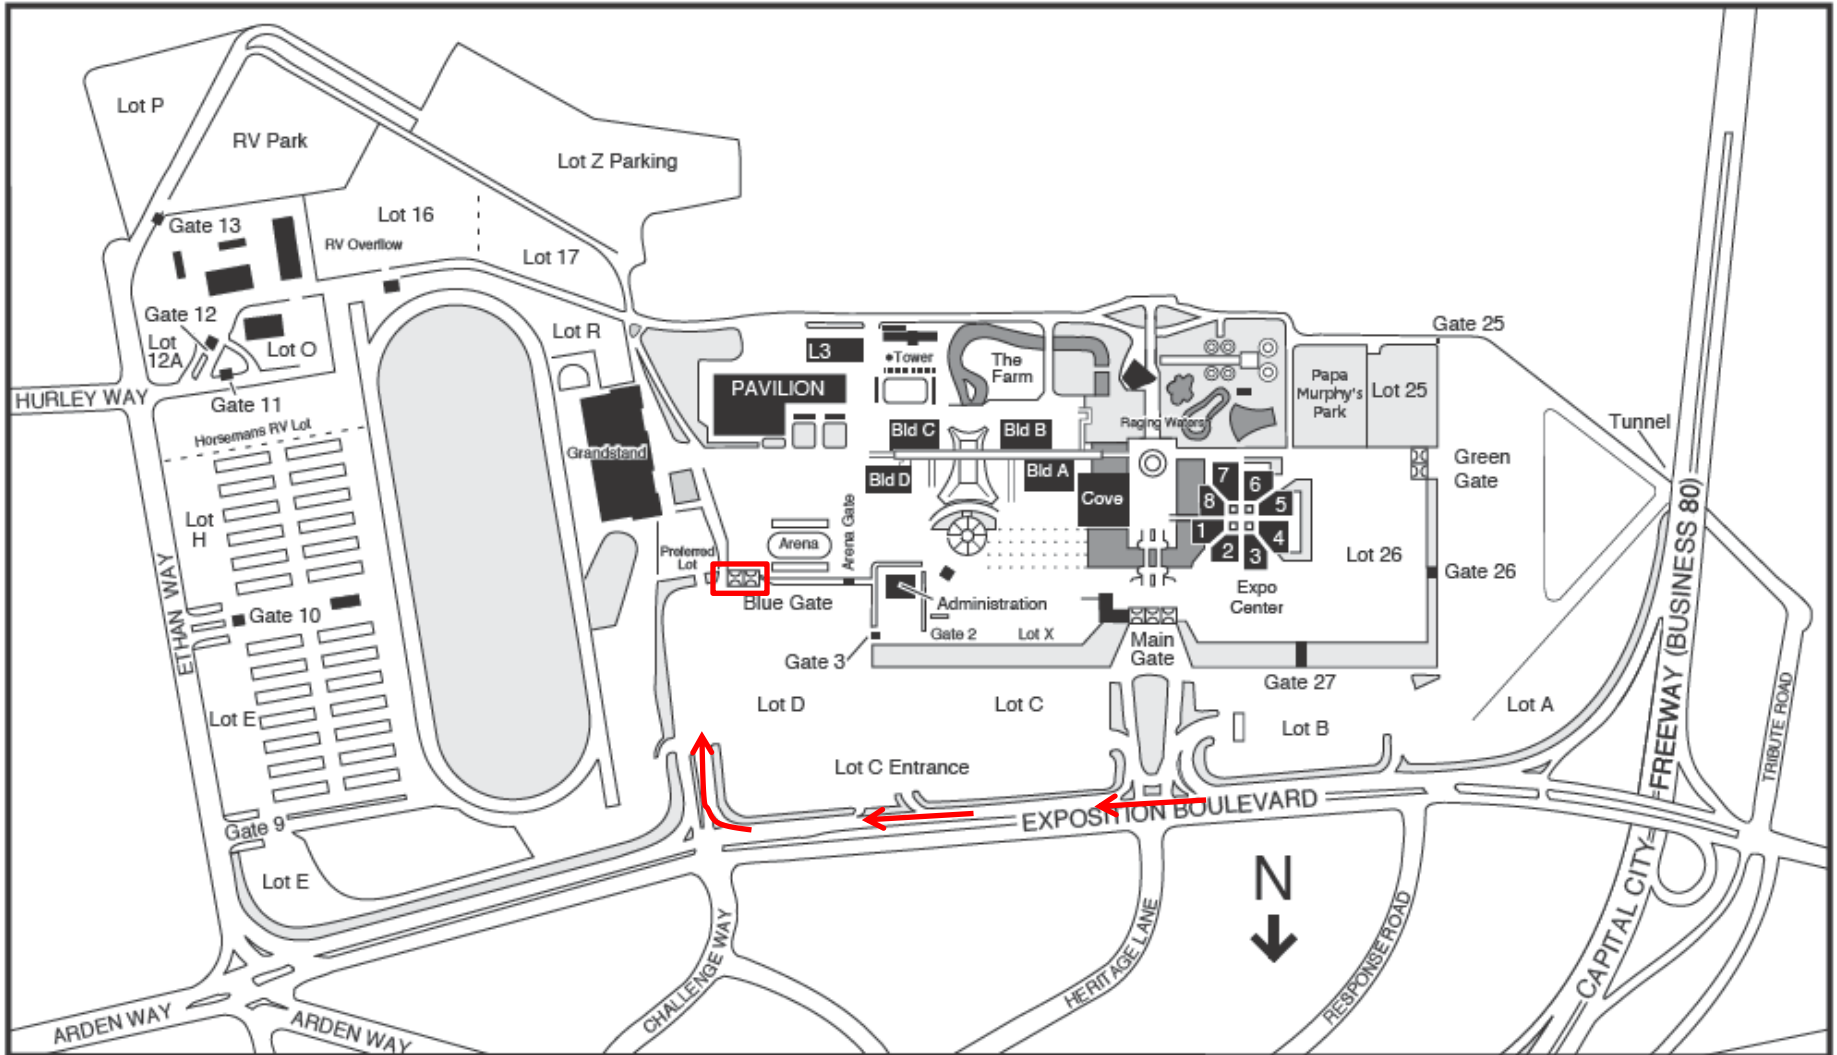 Lot P
RV Park
Lot Z Parking
Gate 13
Lot 16
RV Overflow
Lot 17
Gate 12
Lot
12A
Lot O
Lot R
Gate 25
L3
Tower
The
Farm
PAVILION
Papa
Murphy's
Park
Lot 25
HURLEY WAY
Gate 11
Horsemans RV Lot
Grandstand
Bld C
Bld B
Raging Waters
Tunnel
Bld D
Bld A
Cove
Green
Gate
7
6
8
5
1
4
2
3
Lot
H
Arena
Arena Gate
Preferred
Lot
Lot 26
Gate 26
Blue Gate
Administration
Expo
Center
ETHAN WAY
Gate 10
Gate 2
Lot X
Main
Gate
Gate 3
Gate 27
Lot E
Lot D
Lot C
Lot B
Lot A
Lot C Entrance
EXPOSITION BOULEVARD
CAPITAL CITY FREEWAY (BUSINESS 80)
TRIBUTE ROAD
Gate 9
Lot E
N
ARDEN WAY
ARDEN WAY
CHALLENGE WAY
HERITAGE LANE
RESPONSE ROAD